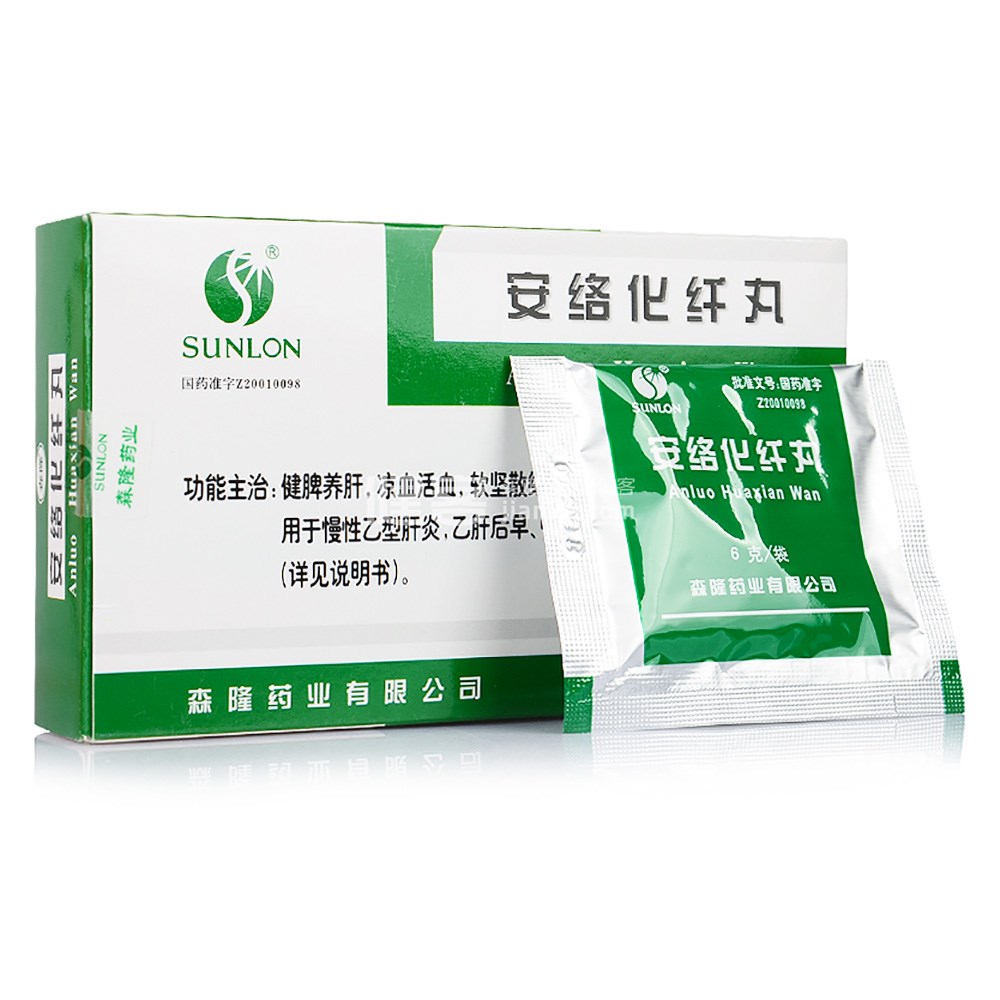 SUNLON
®
国药准字Z20010098
安络化纤丸
功能主治:健脾养肝,凉血活血,软坚散
用于慢性乙型肝炎,乙肝后早、
(详见说明书)。
森隆药业有限公司
安络化纤丸
Anluo Huaxian Wan
SUNLON
森隆药业
SUNLON
批准文号:国药准字
Z20010098
安络化纤丸
Anluo Huaxian Wan
6 克/袋
森隆药业有限公司